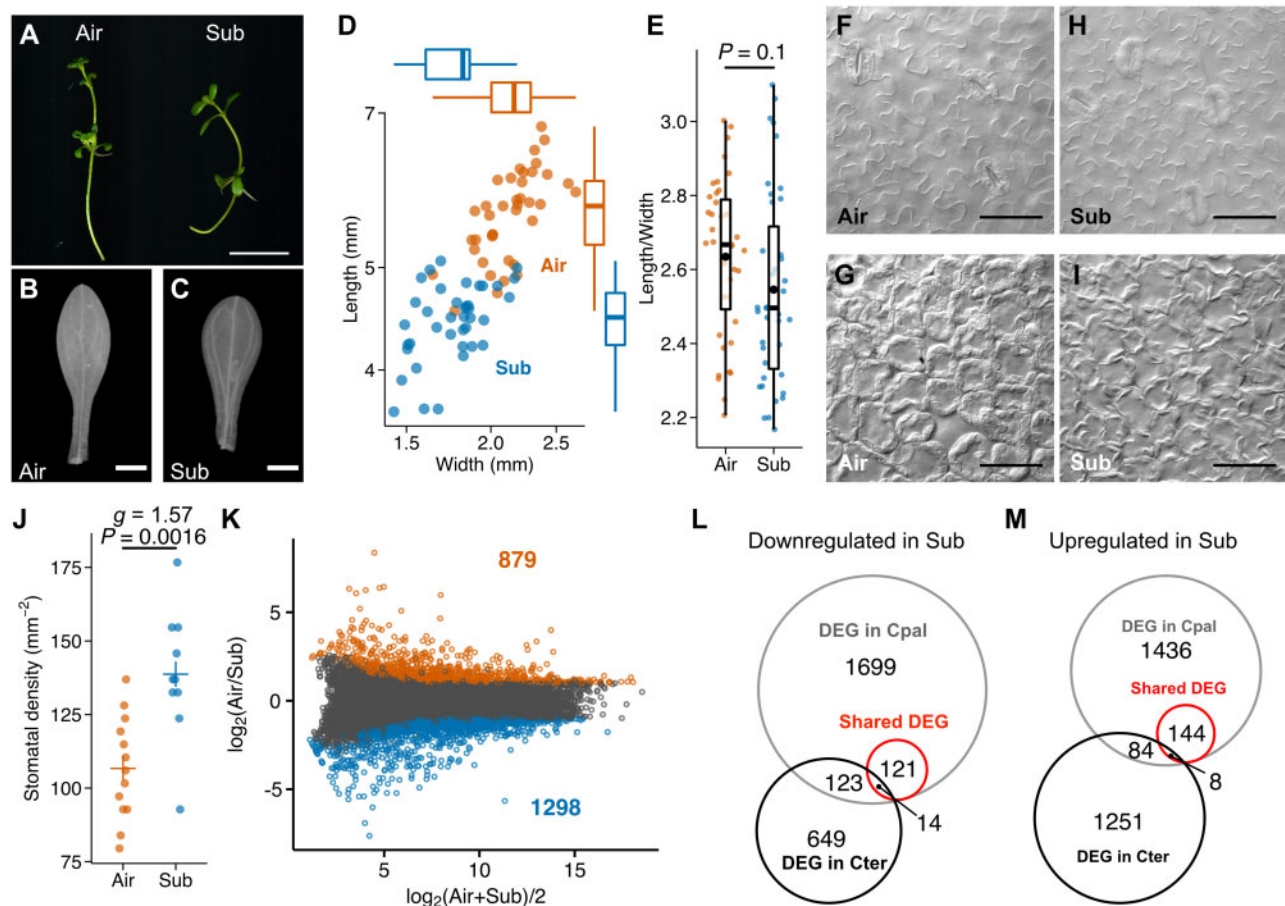 A
Air
Sub
B
Air
C
Sub
D
7
5
4
Length (mm)
Air
Sub
1.5
2.0
2.5
Width (mm)
E
P = 0.1
3.0
2.8
2.6
2.4
2.2
Length/Width
Air
Sub
F
Air
H
Sub
G
Air
I
Sub
J
g = 1.57
P = 0.0016
175
150
125
100
75
Stomatal density (mm⁻²)
Air
Sub
K
879
5
0
-5
log₂(Air/Sub)
1298
5
10
15
log₂(Air+Sub)/2
L
Downregulated in Sub
DEG in Cpal
1699
Shared DEG
121
123
14
649
DEG in Cter
M
Upregulated in Sub
DEG in Cpal
1436
Shared DEG
144
84
8
1251
DEG in Cter